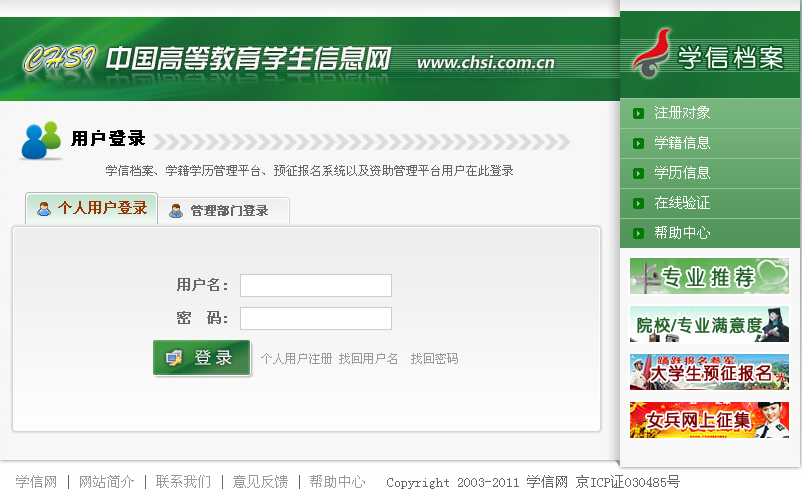 CHSI 中国高等教育学生信息网 www.chsi.com.cn
学信档案
注册对象
学籍信息
学历信息
在线验证
帮助中心
用户登录
学信档案、学籍学历管理平台、预征报名系统以及资助管理平台用户在此登录
个人用户登录 管理部门登录
用户名：
密 码：
登录 个人用户注册 找回用户名 找回密码
专业推荐
院校/专业满意度
踊跃报名参军
大学生预征报名
女兵网上征集
学信网 | 网站简介 | 联系我们 | 意见反馈 | 帮助中心 Copyright 2003-2011 学信网 京ICP证030485号